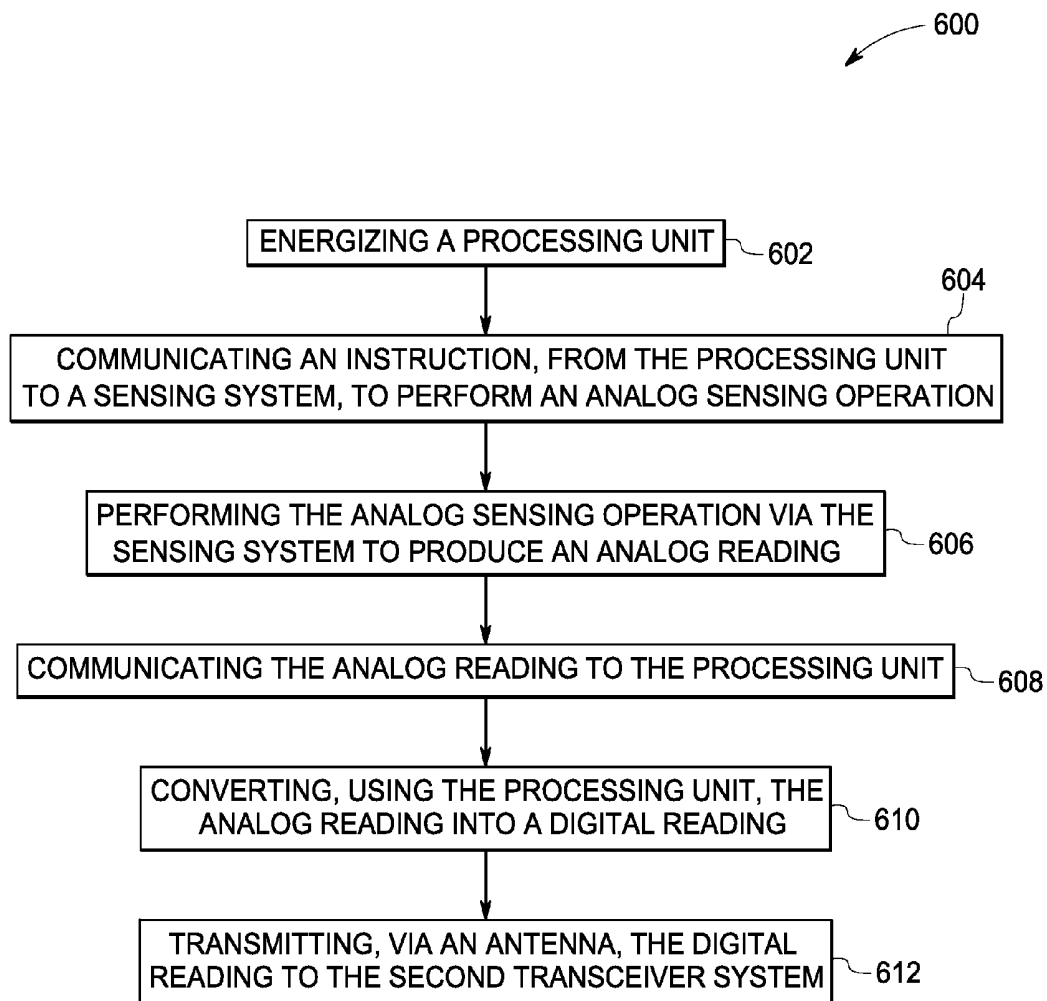 600
ENERGIZING A PROCESSING UNIT
602
604
COMMUNICATING AN INSTRUCTION, FROM THE PROCESSING UNIT
TO A SENSING SYSTEM, TO PERFORM AN ANALOG SENSING OPERATION
PERFORMING THE ANALOG SENSING OPERATION VIA THE
SENSING SYSTEM TO PRODUCE AN ANALOG READING
606
COMMUNICATING THE ANALOG READING TO THE PROCESSING UNIT
608
CONVERTING, USING THE PROCESSING UNIT, THE
ANALOG READING INTO A DIGITAL READING
610
TRANSMITTING, VIA AN ANTENNA, THE DIGITAL
READING TO THE SECOND TRANSCEIVER SYSTEM
612